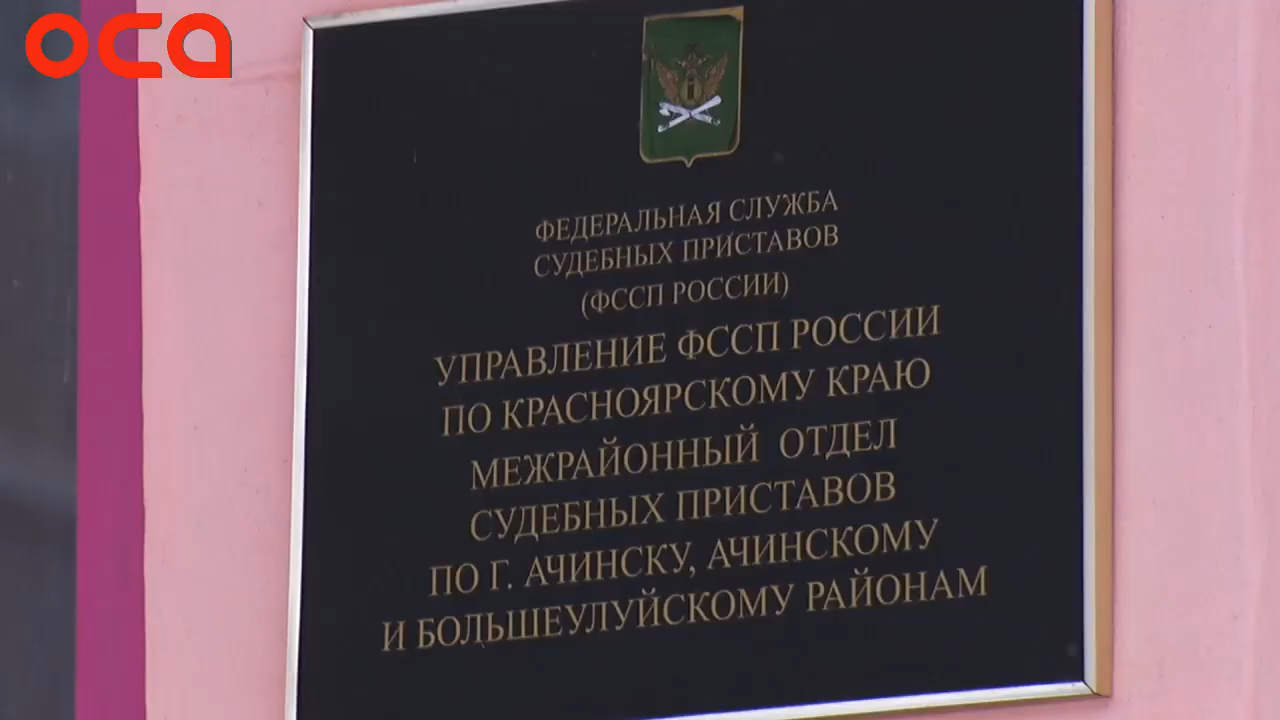 оса
ФЕДЕРАЛЬНАЯ СЛУЖБА
СУДЕБНЫХ ПРИСТАВОВ
(ФССП РОССИИ)
УПРАВЛЕНИЕ ФССП РОССИИ
ПО КРАСНОЯРСКОМУ КРАЮ
МЕЖРАЙОННЫЙ ОТДЕЛ
СУДЕБНЫХ ПРИСТАВОВ
ПО Г. АЧИНСКУ, АЧИНСКОМУ
И БОЛЬШЕУЛУЙСКОМУ РАЙОНАМ